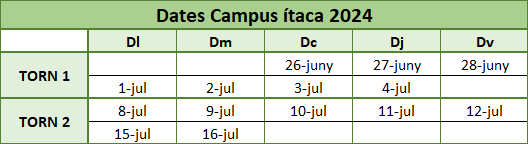 Dates Campus ítaca 2024
Dl Dm Dc Dj Dv
TORN 1
26-juny 27-juny 28-juny
1-jul 2-jul 3-jul 4-jul
TORN 2
8-jul 9-jul 10-jul 11-jul 12-jul
15-jul 16-jul